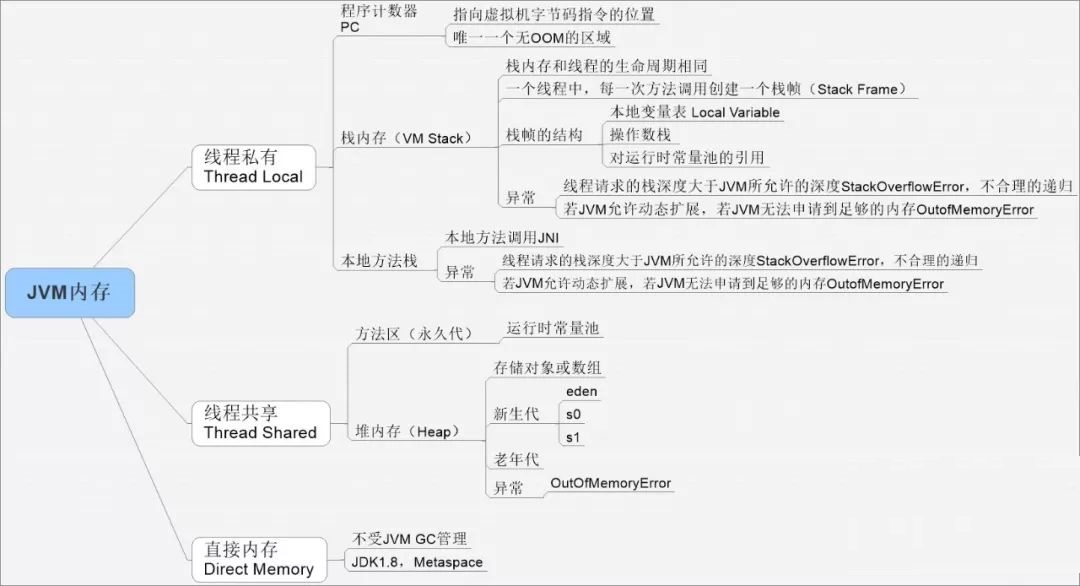 JVM内存
线程私有
Thread Local
程序计数器
PC
指向虚拟机字节码指令的位置
唯一一个无OOM的区域
栈内存（VM Stack）
栈内存和线程的生命周期相同
一个线程中，每一次方法调用创建一个栈帧（Stack Frame）
栈帧的结构
本地变量表 Local Variable
操作数栈
对运行时常量池的引用
异常
线程请求的栈深度大于JVM所允许的深度StackOverflowError，不合理的递归
若JVM允许动态扩展，若JVM无法申请到足够的内存OutofMemoryError
本地方法栈
本地方法调用JNI
异常
线程请求的栈深度大于JVM所允许的深度StackOverflowError，不合理的递归
若JVM允许动态扩展，若JVM无法申请到足够的内存OutofMemoryError
线程共享
Thread Shared
方法区（永久代）
运行时常量池
堆内存（Heap）
存储对象或数组
新生代
eden
s0
s1
老年代
异常
OutOfMemoryError
直接内存
Direct Memory
不受JVM GC管理
JDK1.8，Metaspace